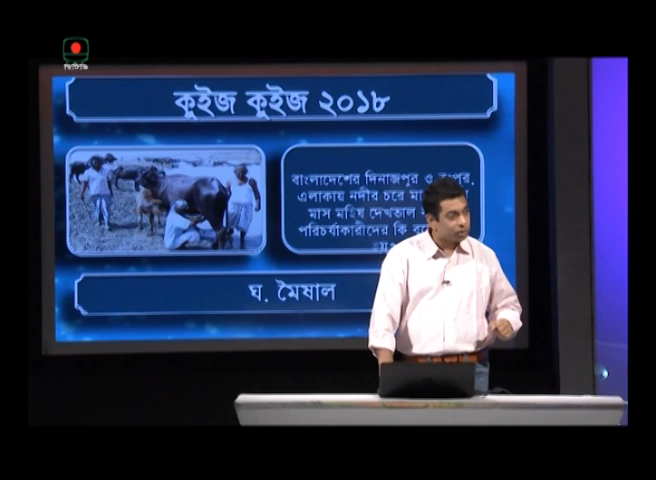 বিটিভি
কুইজ কুইজ ২০১৮
বাংলাদেশের দিনাজপুর ও
এলাকায় নদীর চরে
মাস মহিষ দেখভাল
পরিচর্যাকারীদের কি
ঘ. মৈষাল